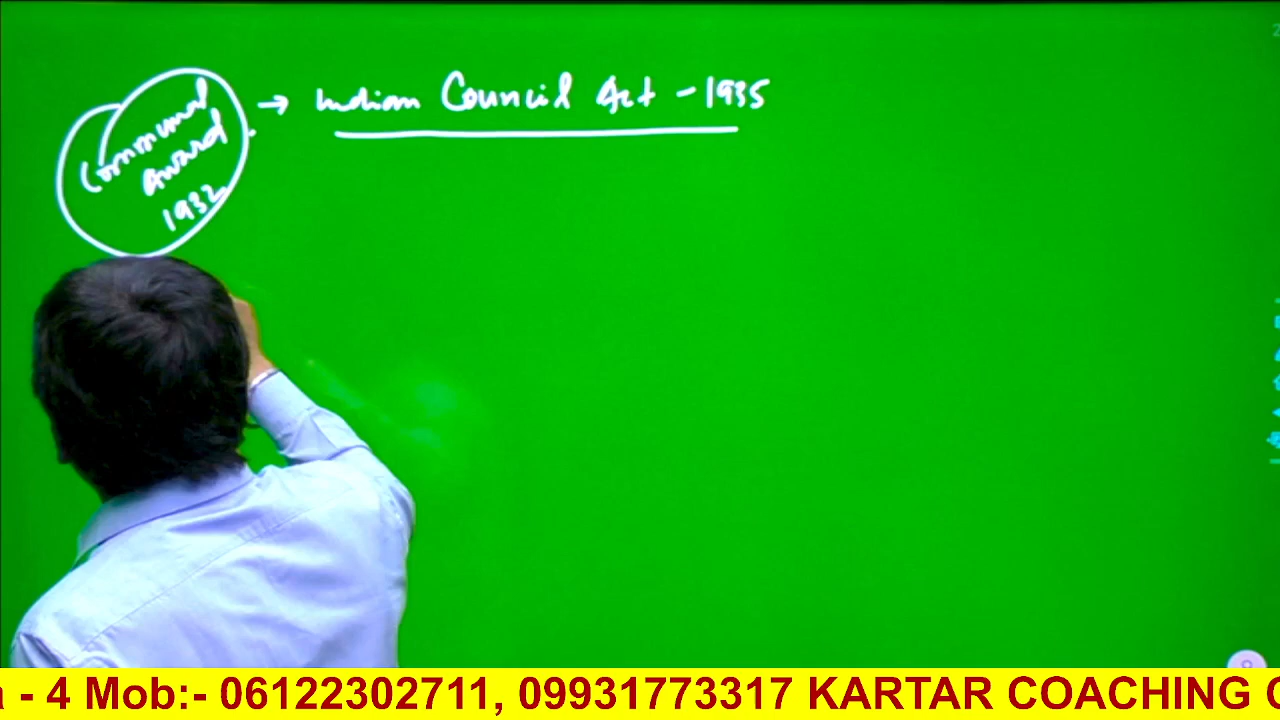 Communal
Award
1932
→ Indian Council Act - 1935
- 4 Mob:- 06122302711, 09931773317 KARTAR COACHING